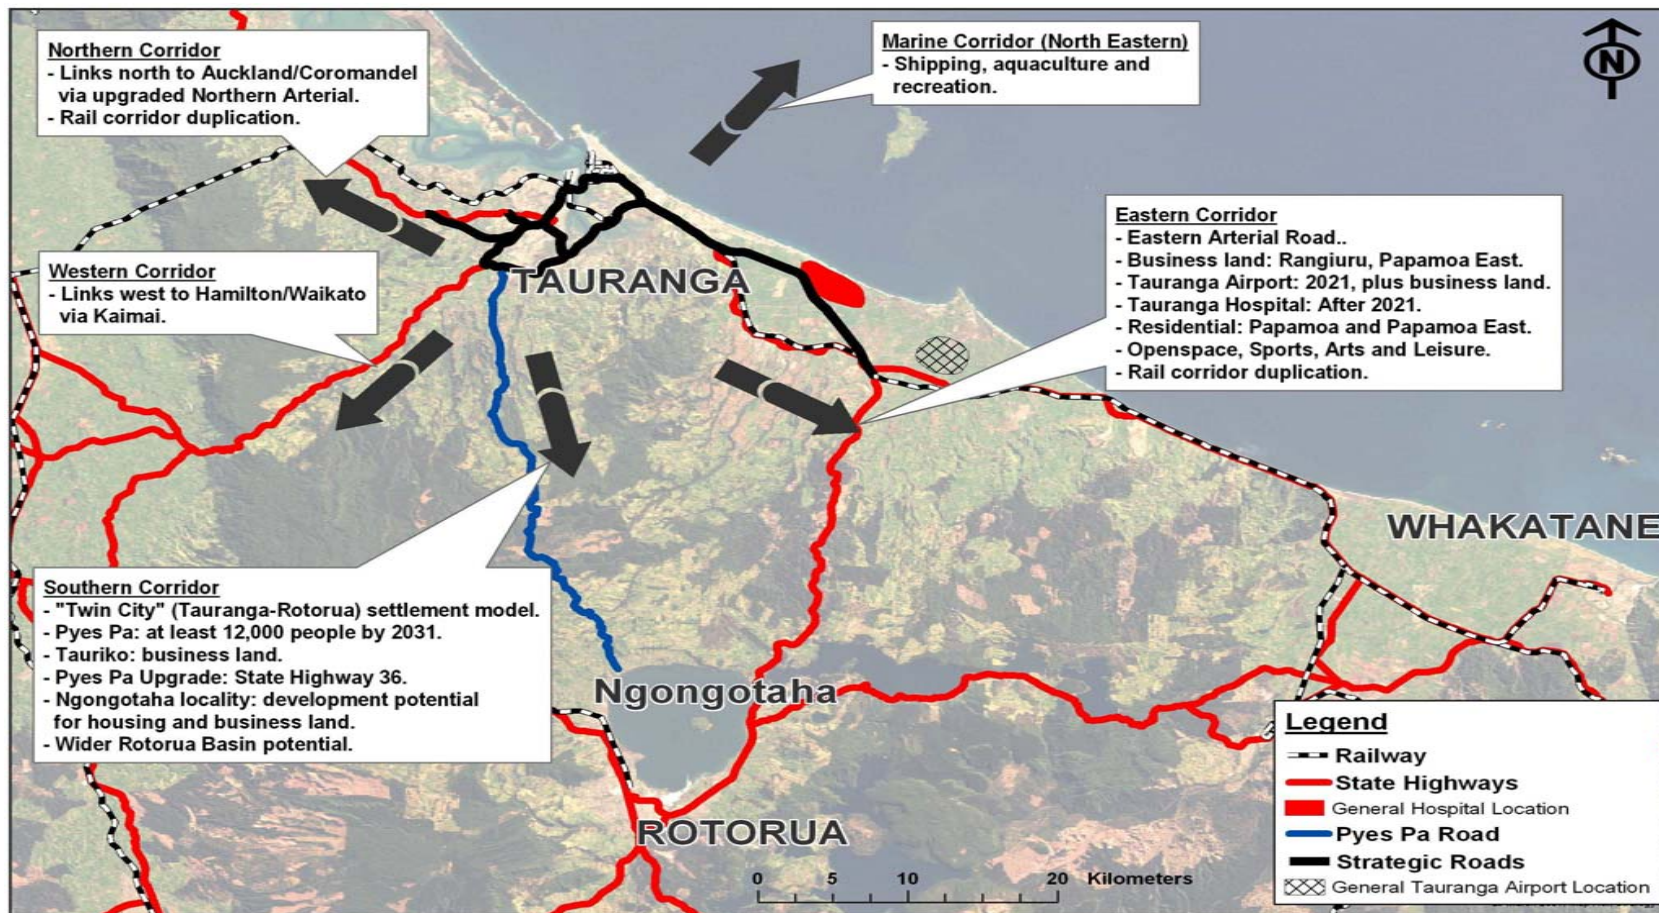 Northern Corridor
- Links north to Auckland/Coromandel
via upgraded Northern Arterial.
- Rail corridor duplication.
Marine Corridor (North Eastern)
- Shipping, aquaculture and
recreation.
N
Western Corridor
- Links west to Hamilton/Waikato
via Kaimai.
Eastern Corridor
- Eastern Arterial Road..
- Business land: Rangiuru, Papamoa East.
- Tauranga Airport: 2021, plus business land.
- Tauranga Hospital: After 2021.
- Residential: Papamoa and Papamoa East.
- Openspace, Sports, Arts and Leisure.
- Rail corridor duplication.
TAURANGA
WHAKATANE
Southern Corridor
- "Twin City" (Tauranga-Rotorua) settlement model.
- Pyes Pa: at least 12,000 people by 2031.
- Tauriko: business land.
- Pyes Pa Upgrade: State Highway 36.
- Ngongotaha locality: development potential
for housing and business land.
- Wider Rotorua Basin potential.
Ngongotaha
ROTORUA
0 5 10 20 Kilometers
Legend
Railway
State Highways
General Hospital Location
Pyes Pa Road
Strategic Roads
General Tauranga Airport Location